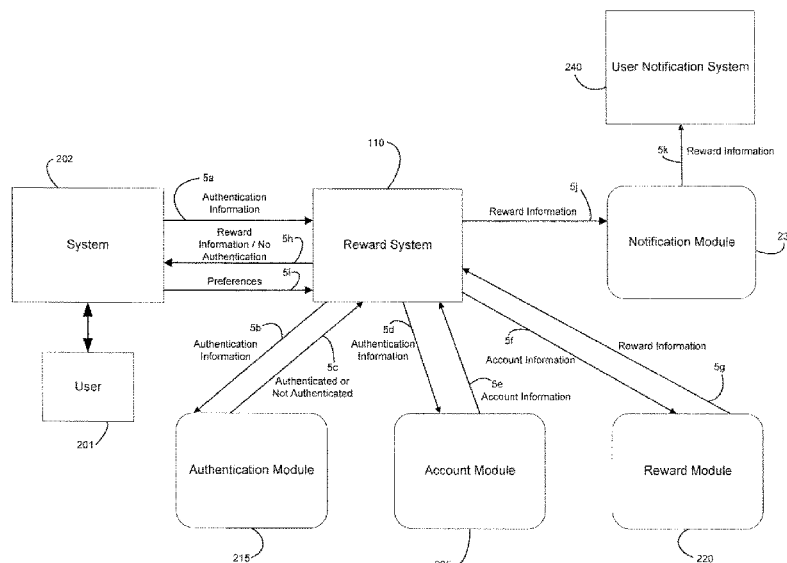 240
User Notification System
5k
Reward Information
202
110
5a
Authentication
Information
5j
System
Reward
Information / No
Authentication
5h
Reward System
Reward Information
Notification Module
23
Preferences
5i
5b
Authentication
Information
5c
Authenticated or
Not Authenticated
5d
Authentication
Information
5e
Account Information
5f
Account Information
Reward Information
5g
User
201
Authentication Module
Account Module
Reward Module
215
220